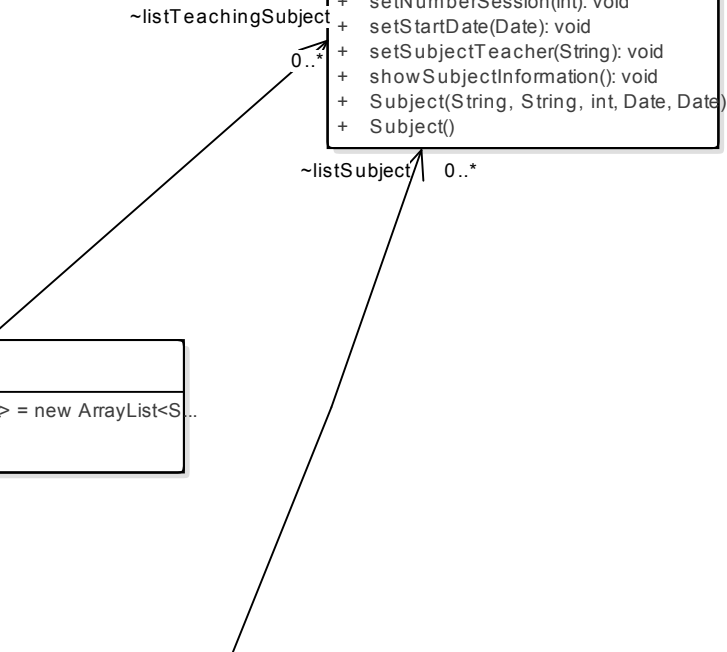 ~listTeachingSubject
0..*
+ setNumberSession(int): void
+ setStartDate(Date): void
+ setSubjectTeacher(String): void
+ showSubjectInformation(): void
+ Subject(String, String, int, Date, Date)
+ Subject()
~listSubject 0..*
> = new ArrayList<S...